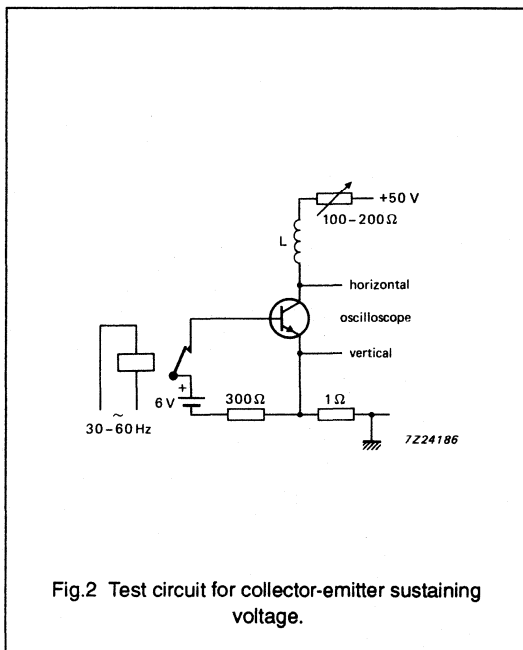 +50 V
100–200Ω
L
horizontal
oscilloscope
vertical
+
6 V
300Ω
1Ω
~
30–60 Hz
7Z24186
Fig.2 Test circuit for collector-emitter sustaining
voltage.